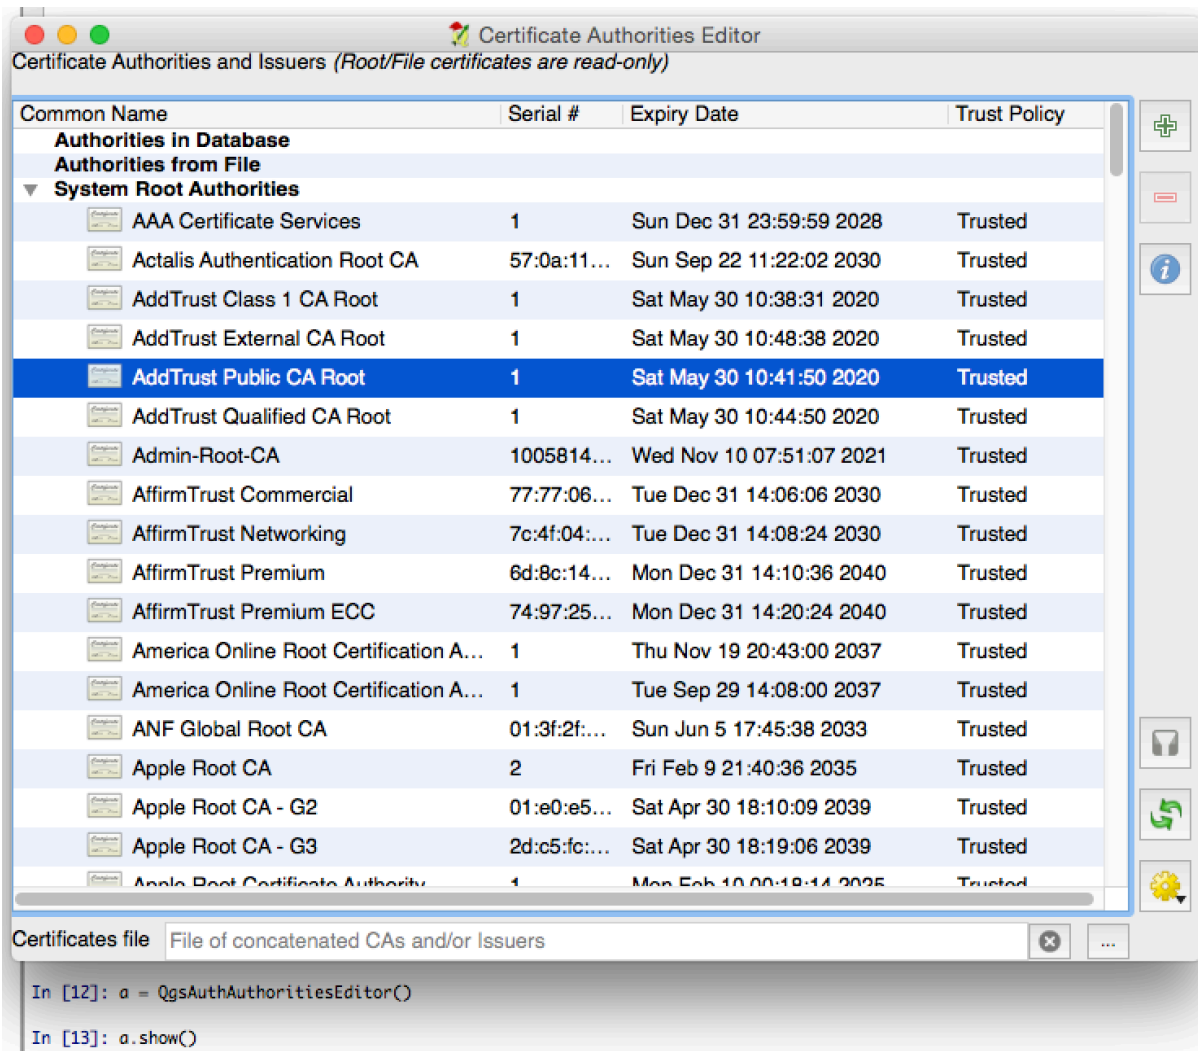 Certificate Authorities Editor
Certificate Authorities and Issuers (Root/File certificates are read-only)
Common Name Serial # Expiry Date Trust Policy
Authorities in Database
Authorities from File
System Root Authorities
AAA Certificate Services 1 Sun Dec 31 23:59:59 2028 Trusted
Actalis Authentication Root CA 57:0a:11... Sun Sep 22 11:22:02 2030 Trusted
AddTrust Class 1 CA Root 1 Sat May 30 10:38:31 2020 Trusted
AddTrust External CA Root 1 Sat May 30 10:48:38 2020 Trusted
AddTrust Public CA Root 1 Sat May 30 10:41:50 2020 Trusted
AddTrust Qualified CA Root 1 Sat May 30 10:44:50 2020 Trusted
Admin-Root-CA 1005814... Wed Nov 10 07:51:07 2021 Trusted
AffirmTrust Commercial 77:77:06... Tue Dec 31 14:06:06 2030 Trusted
AffirmTrust Networking 7c:4f:04:... Tue Dec 31 14:08:24 2030 Trusted
AffirmTrust Premium 6d:8c:14... Mon Dec 31 14:10:36 2040 Trusted
AffirmTrust Premium ECC 74:97:25... Mon Dec 31 14:20:24 2040 Trusted
America Online Root Certification A... 1 Thu Nov 19 20:43:00 2037 Trusted
America Online Root Certification A... 1 Tue Sep 29 14:08:00 2037 Trusted
ANF Global Root CA 01:3f:2f:... Sun Jun 5 17:45:38 2033 Trusted
Apple Root CA 2 Fri Feb 9 21:40:36 2035 Trusted
Apple Root CA - G2 01:e0:e5... Sat Apr 30 18:10:09 2039 Trusted
Apple Root CA - G3 2d:c5:fc:... Sat Apr 30 18:19:06 2039 Trusted
Apple Root Certificate Authority 1 Mon Feb 10 00:18:14 2025 Trusted
Certificates file File of concatenated CAs and/or Issuers ...
In [12]: a = QgsAuthAuthoritiesEditor()
In [13]: a.show()